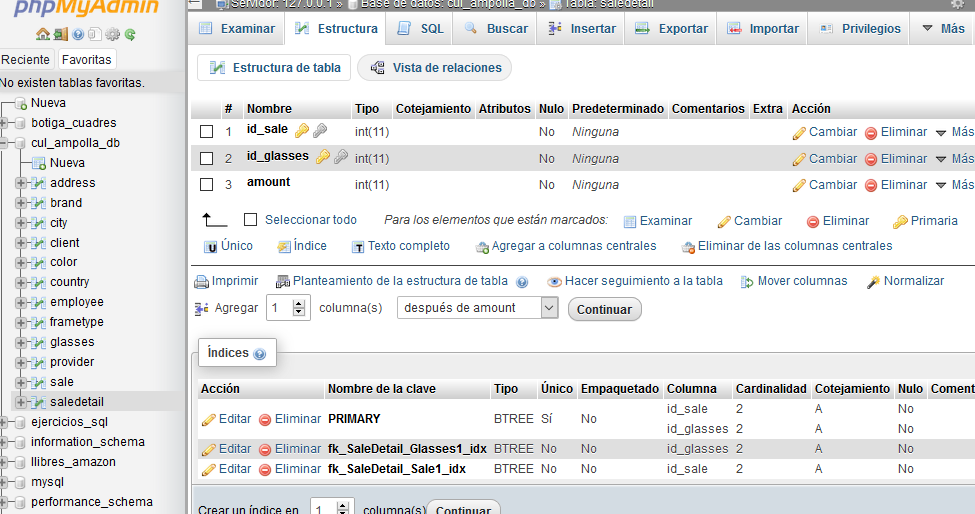 phpMyAdmin
Reciente Favoritas
No existen tablas favoritas.
Nueva
botiga_cuadres
cul_ampolla_db
Nueva
address
brand
city
client
color
country
employee
frametype
glasses
provider
sale
saledetail
ejercicios_sql
information_schema
llibres_amazon
mysql
performance_schema
Servidor: 127.0.0.1 » Base de datos: cul_ampolla_db » Tabla: saledetail
Examinar Estructura SQL Buscar Insertar Exportar Importar Privilegios Más
Estructura de tabla Vista de relaciones
# Nombre Tipo Cotejamiento Atributos Nulo Predeterminado Comentarios Extra Acción
1 id_sale int(11) No Ninguna Cambiar Eliminar Más
2 id_glasses int(11) No Ninguna Cambiar Eliminar Más
3 amount int(11) No Ninguna Cambiar Eliminar Más
Seleccionar todo Para los elementos que están marcados: Examinar Cambiar Eliminar Primaria
Único Índice Texto completo Agregar a columnas centrales Eliminar de las columnas centrales
Imprimir Planteamiento de la estructura de tabla Hacer seguimiento a la tabla Mover columnas Normalizar
Agregar 1 columna(s) después de amount Continuar
Índices
Acción Nombre de la clave Tipo Único Empaquetado Columna Cardinalidad Cotejamiento Nulo Coment
Editar Eliminar PRIMARY BTREE Sí No id_sale 2 A No
id_glasses 2 A No
Editar Eliminar fk_SaleDetail_Glasses1_idx BTREE No No id_glasses 2 A No
Editar Eliminar fk_SaleDetail_Sale1_idx BTREE No No id_sale 2 A No
Crear un índice en 1 columna(s) Continuar